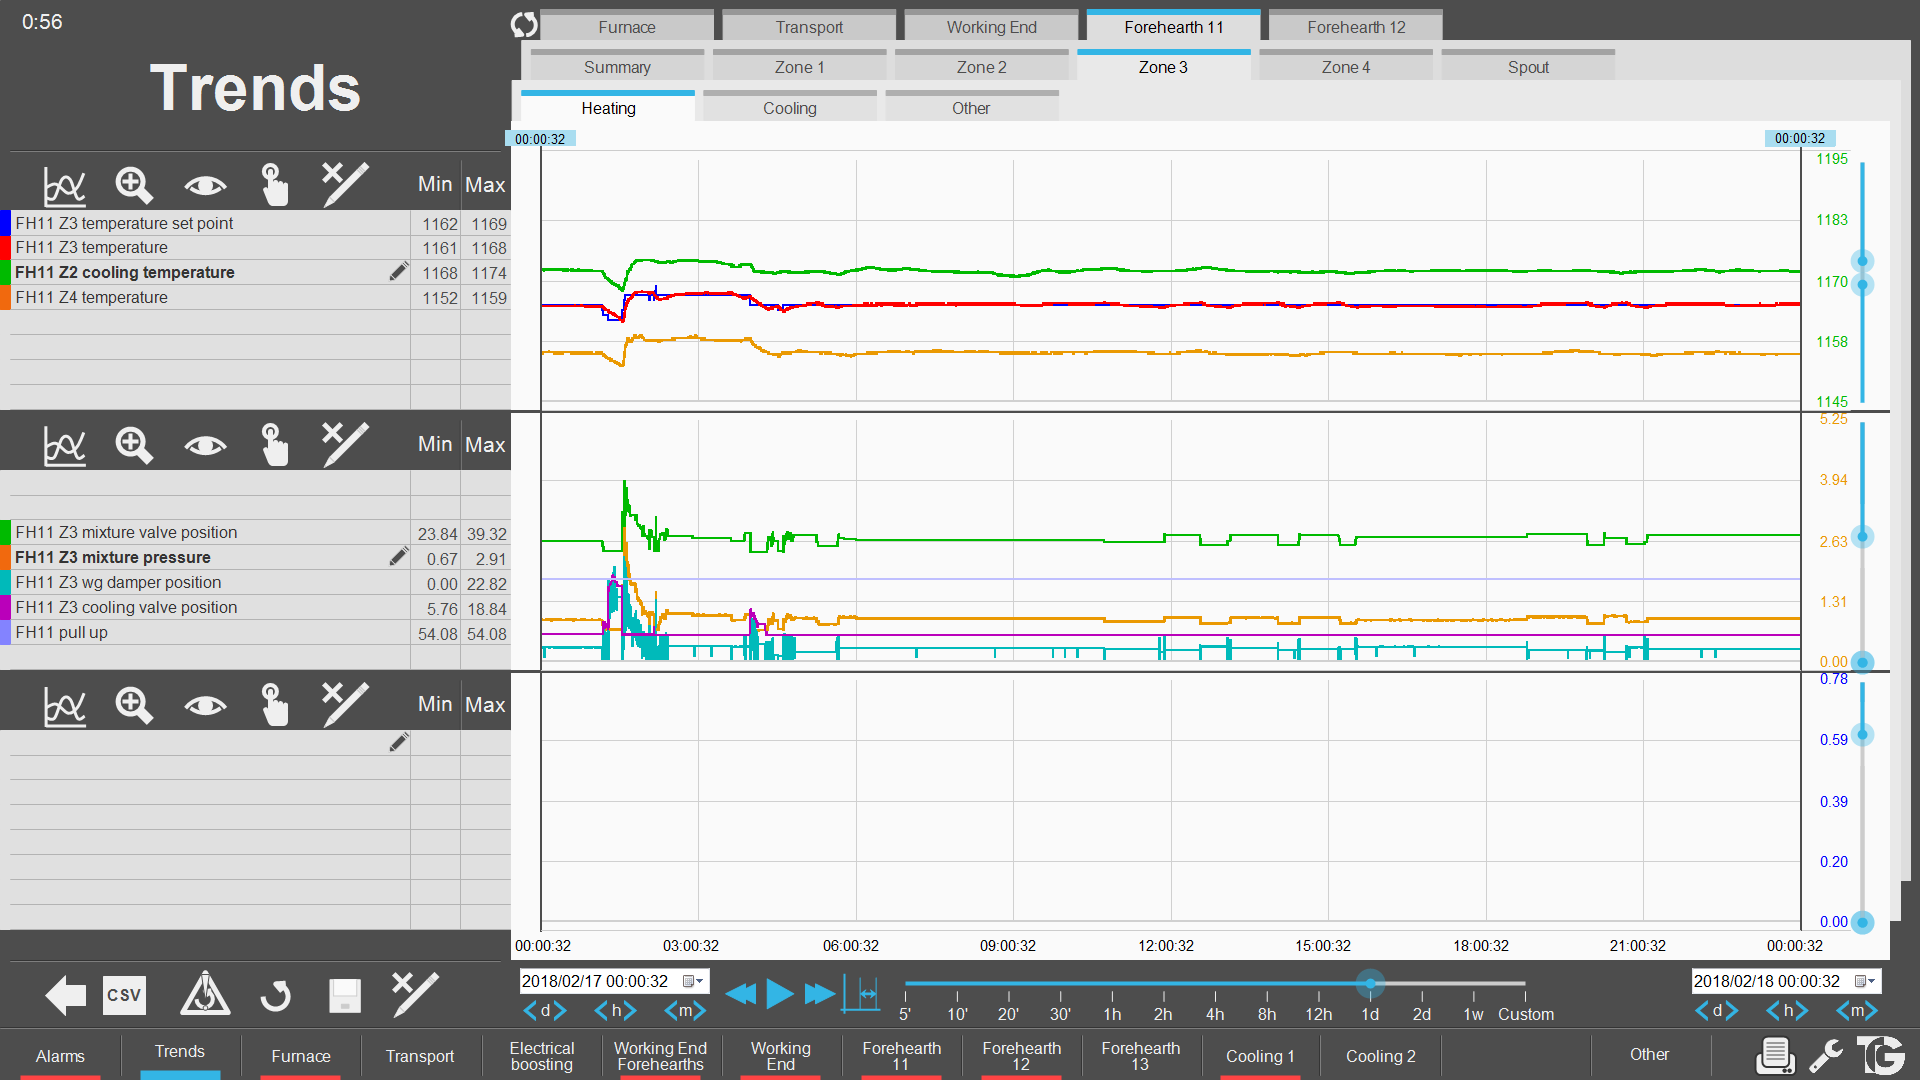 0:56
Trends
Furnace Transport Working End Forehearth 11 Forehearth 12
Summary Zone 1 Zone 2 Zone 3 Zone 4 Spout
Heating Cooling Other
00:00:32 00:00:32
Min Max
FH11 Z3 temperature set point 1162 1169
FH11 Z3 temperature 1161 1168
FH11 Z2 cooling temperature 1168 1174
FH11 Z4 temperature 1152 1159
1195
1183
1170
1158
1145
Min Max
FH11 Z3 mixture valve position 23.84 39.32
FH11 Z3 mixture pressure 0.67 2.91
FH11 Z3 wg damper position 0.00 22.82
FH11 Z3 cooling valve position 5.76 18.84
FH11 pull up 54.08 54.08
5.25
3.94
2.63
1.31
0.00
Min Max
0.78
0.59
0.39
0.20
0.00
00:00:32 03:00:32 06:00:32 09:00:32 12:00:32 15:00:32 18:00:32 21:00:32 00:00:32
CSV
2018/02/17 00:00:32
< d > < h > < m >
5' 10' 20' 30' 1h 2h 4h 8h 12h 1d 2d 1w Custom
2018/02/18 00:00:32
< d > < h > < m >
Alarms
Trends
Furnace
Transport
Electrical
boosting
Working End
Forehearths
Working
End
Forehearth
11
Forehearth
12
Forehearth
13
Cooling 1
Cooling 2
Other
TG